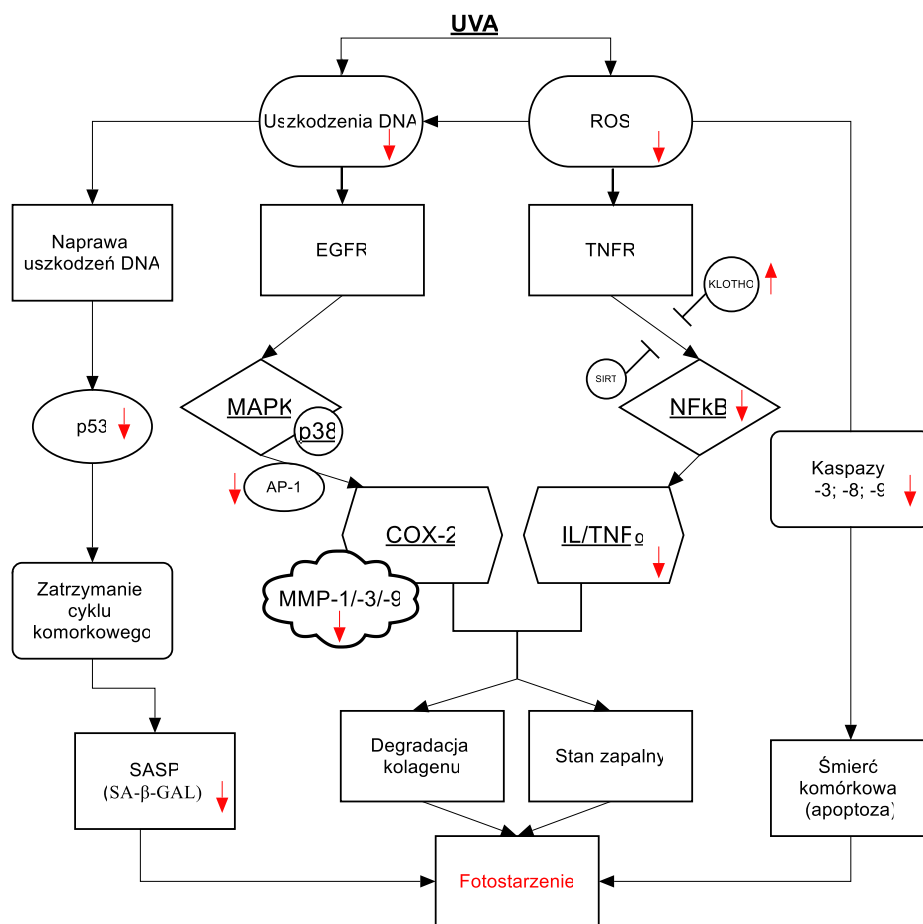 UVA
Uszkodzenia DNA
ROS
Naprawa
uszkodzeń DNA
EGFR
TNFR
KLOTHO
SIRT
MAPK
p38
NFkB
p53
AP-1
Kaspazy
-3; -8; -9
COX-2
IL/TNFα
MMP-1/-3/-9
Zatrzymanie
cyklu
komorkowego
Degradacja
kolagenu
Stan zapalny
SASP
(SA-β-GAL)
Śmierć
komórkowa
(apoptoza)
Fotostarzenie